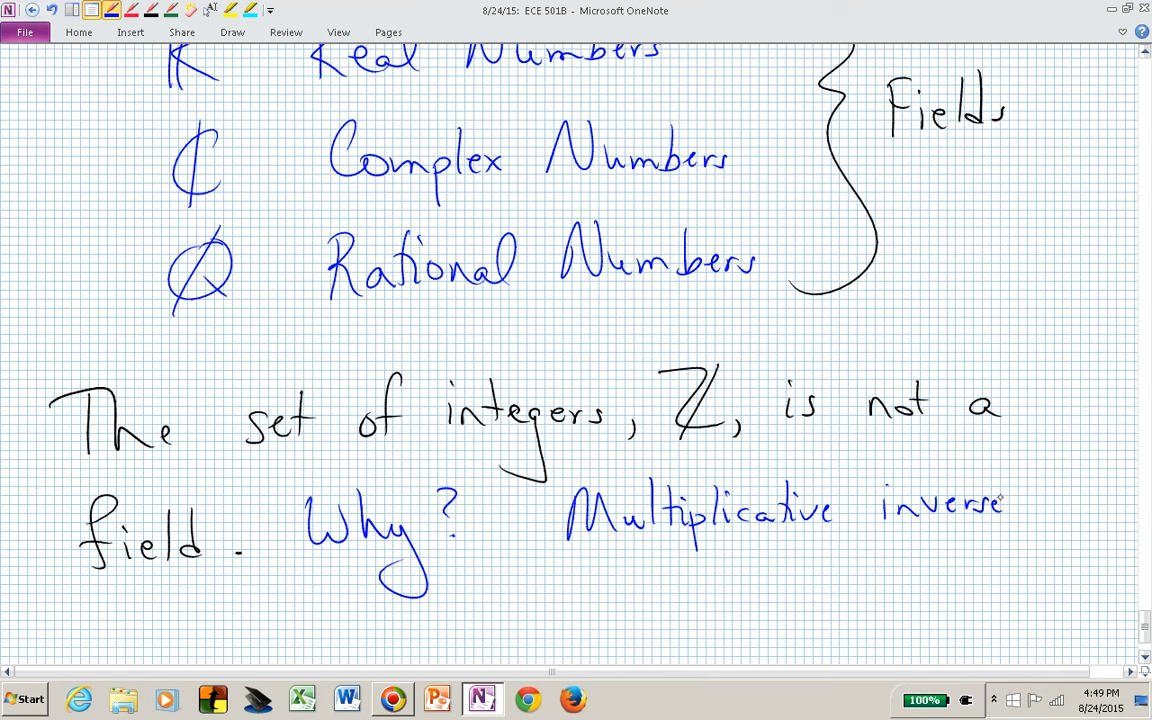 8/24/15: ECE 501B - Microsoft OneNote
File Home Insert Share Draw Review View Pages
ℝ Real Numbers
ℂ Complex Numbers
Fields
ℚ Rational Numbers
The set of integers, ℤ, is not a
field. Why? Multiplicative inverse
Start
100%
4:49 PM
8/24/2015